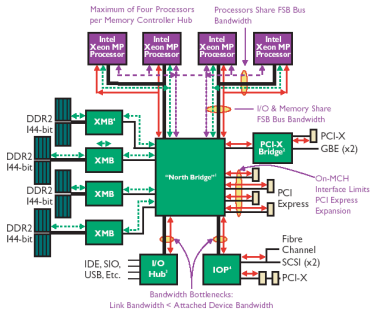 Maximum of Four Processors
per Memory Controller Hub
Processors Share FSB Bus
Bandwidth
Intel
Xeon MP
Processor
Intel
Xeon MP
Processor
Intel
Xeon MP
Processor
Intel
Xeon MP
Processor
I/O & Memory Share
FSB Bus Bandwidth
DDR2
I44-bit
XMB
DDR2
I44-bit
XMB
DDR2
I44-bit
XMB
DDR2
I44-bit
XMB
"North Bridge"
PCI-X
Bridge
PCI-X
GBE (x2)
On-MCH
Interface Limits
PCI Express
Expansion
PCI
Express
IDE, SIO,
USB, Etc.
I/O
Hub
IOP
Fibre
Channel
SCSI (x2)
PCI-X
Bandwidth Bottlenecks:
Link Bandwidth < Attached Device Bandwidth